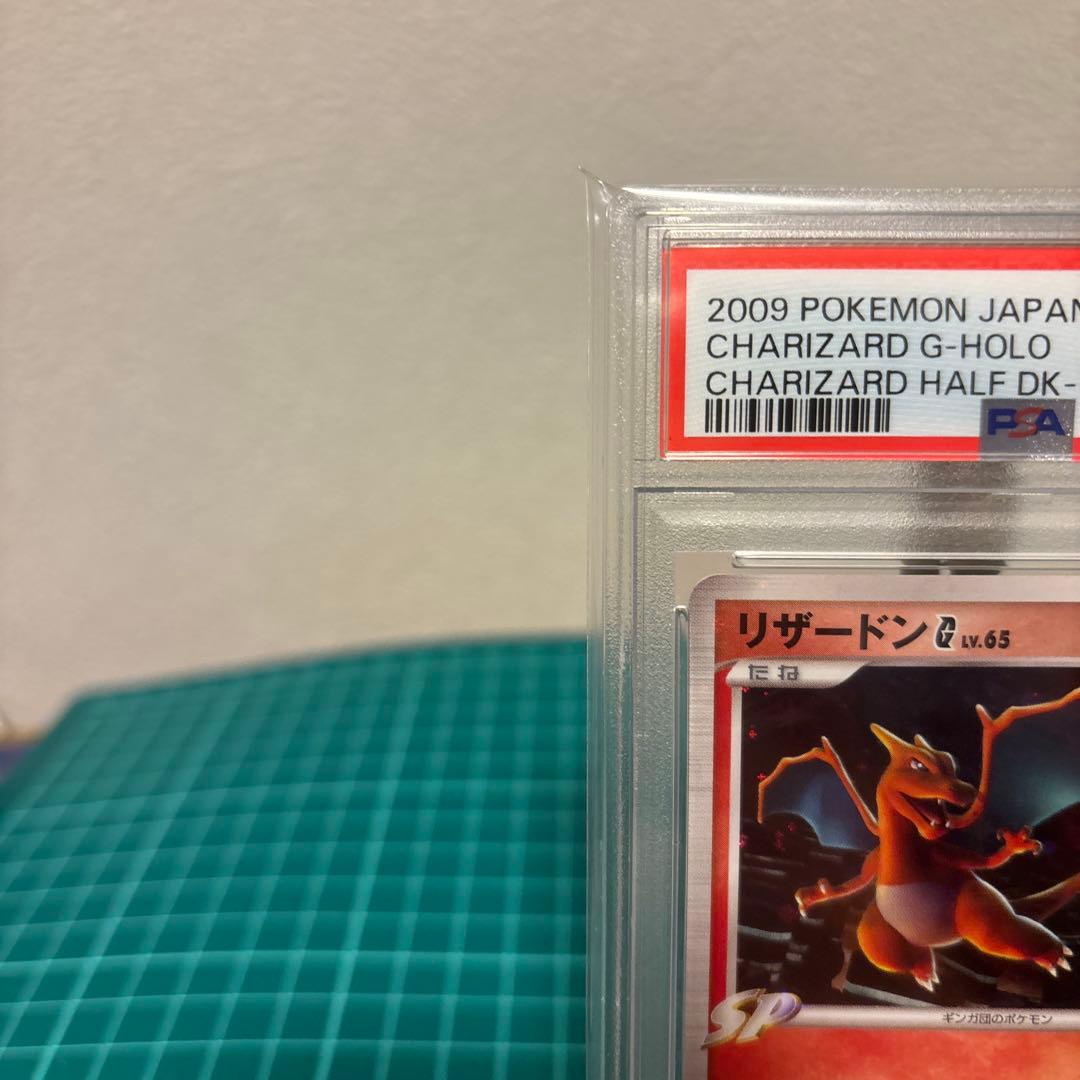 2009 POKEMON JAPAN
CHARIZARD G-HOLO
CHARIZARD HALF DK-
PSA
リザードンG LV.65
たね
SP
ギンガ団のポケモン